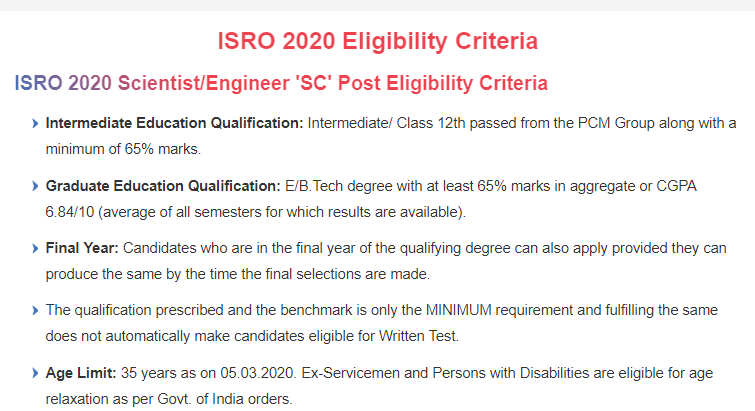 ISRO 2020 Eligibility Criteria
ISRO 2020 Scientist/Engineer 'SC' Post Eligibility Criteria
Intermediate Education Qualification: Intermediate/ Class 12th passed from the PCM Group along with a
minimum of 65% marks.
Graduate Education Qualification: E/B.Tech degree with at least 65% marks in aggregate or CGPA
6.84/10 (average of all semesters for which results are available).
Final Year: Candidates who are in the final year of the qualifying degree can also apply provided they can
produce the same by the time the final selections are made.
The qualification prescribed and the benchmark is only the MINIMUM requirement and fulfilling the same
does not automatically make candidates eligible for Written Test.
Age Limit: 35 years as on 05.03.2020. Ex-Servicemen and Persons with Disabilities are eligible for age
relaxation as per Govt. of India orders.